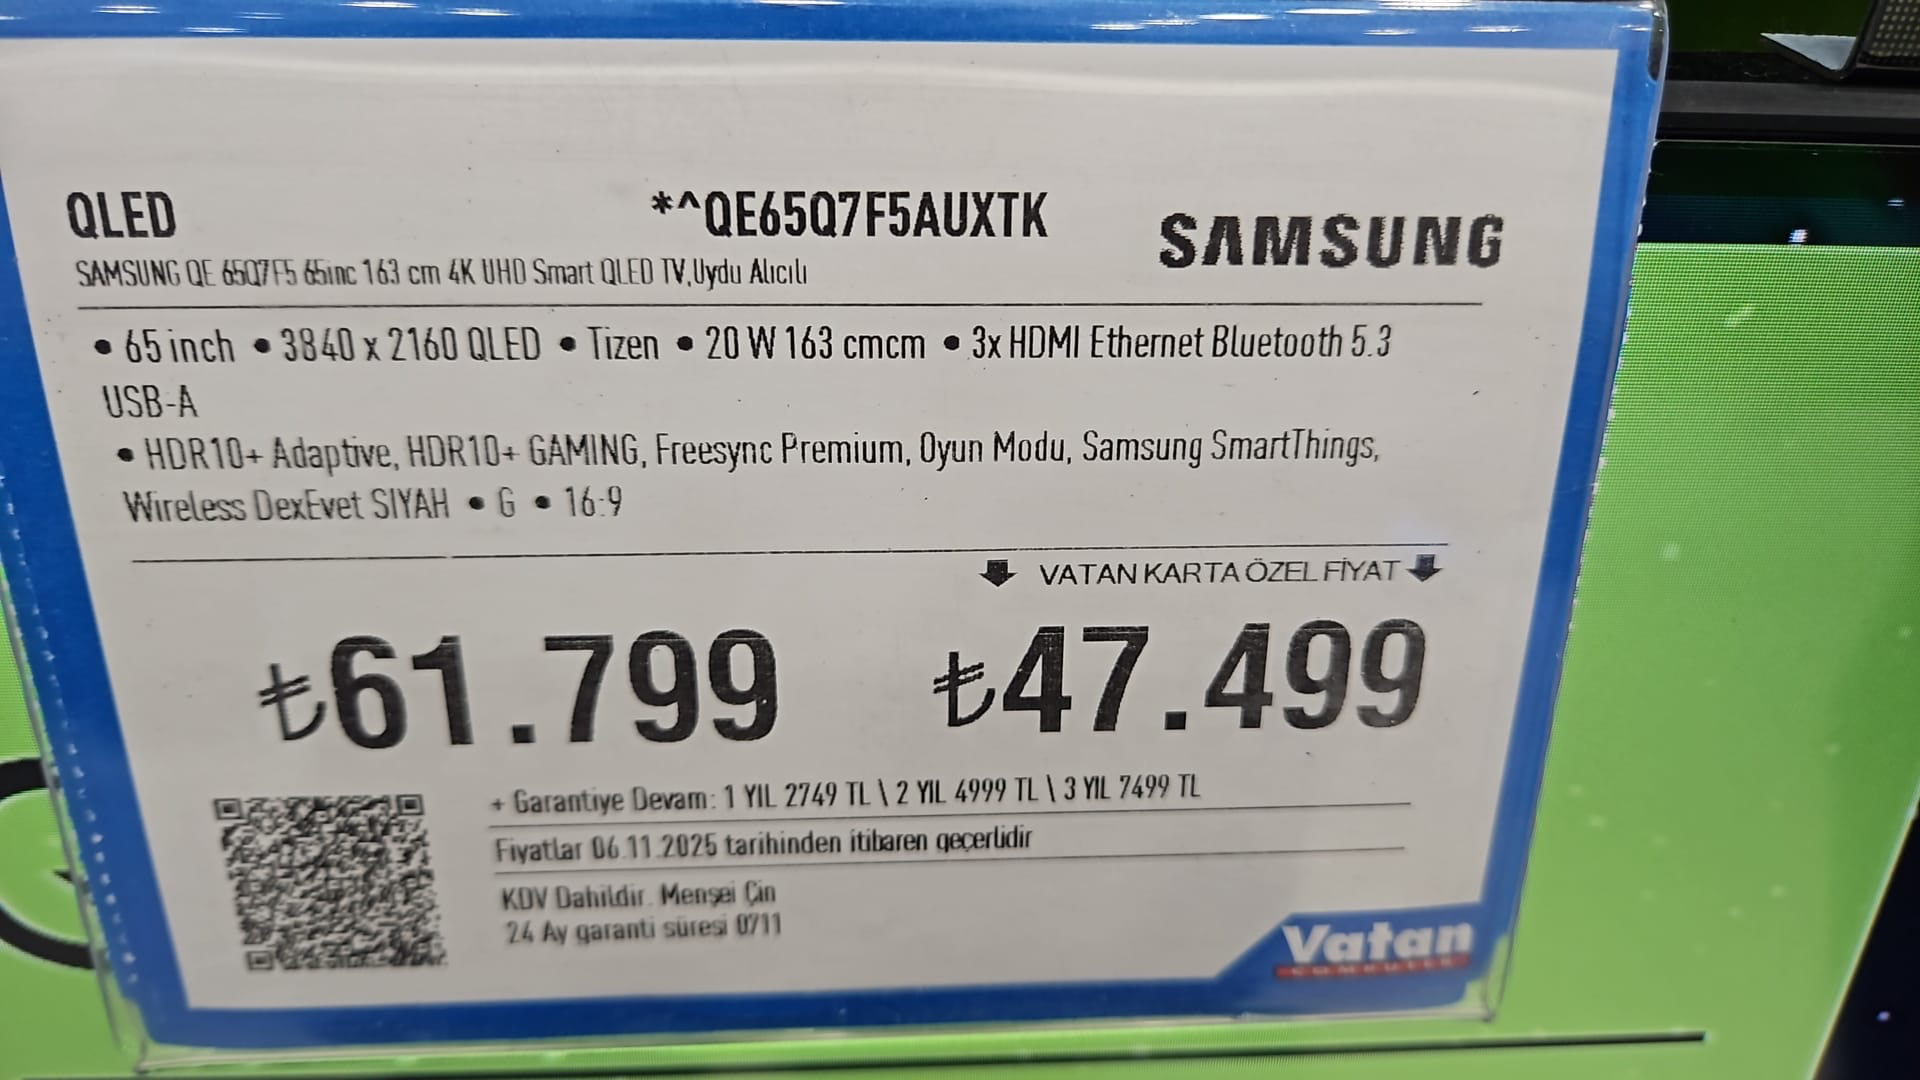 QLED
*^QE65Q7F5AUXTK
SAMSUNG
SAMSUNG QE 65Q7F5 65inc 163 cm 4K UHD Smart QLED TV,Uydu Alıcılı
• 65 inch • 3840 x 2160 QLED • Tizen • 20 W 163 cmcm • 3x HDMI Ethernet Bluetooth 5.3
USB-A
• HDR10+ Adaptive, HDR10+ GAMING, Freesync Premium, Oyun Modu, Samsung SmartThings,
Wireless DexEvet SIYAH • G • 16:9
VATAN KARTA ÖZEL FİYAT
₺61.799
₺47.499
+ Garantiye Devam: 1 YIL 2749 TL \ 2 YIL 4999 TL \ 3 YIL 7499 TL
Fiyatlar 06.11.2025 tarihinden itibaren geçerlidir
KDV Dahildir. Menşei Çin
24 Ay garanti süresi 0711
Vatan
COMPUTER